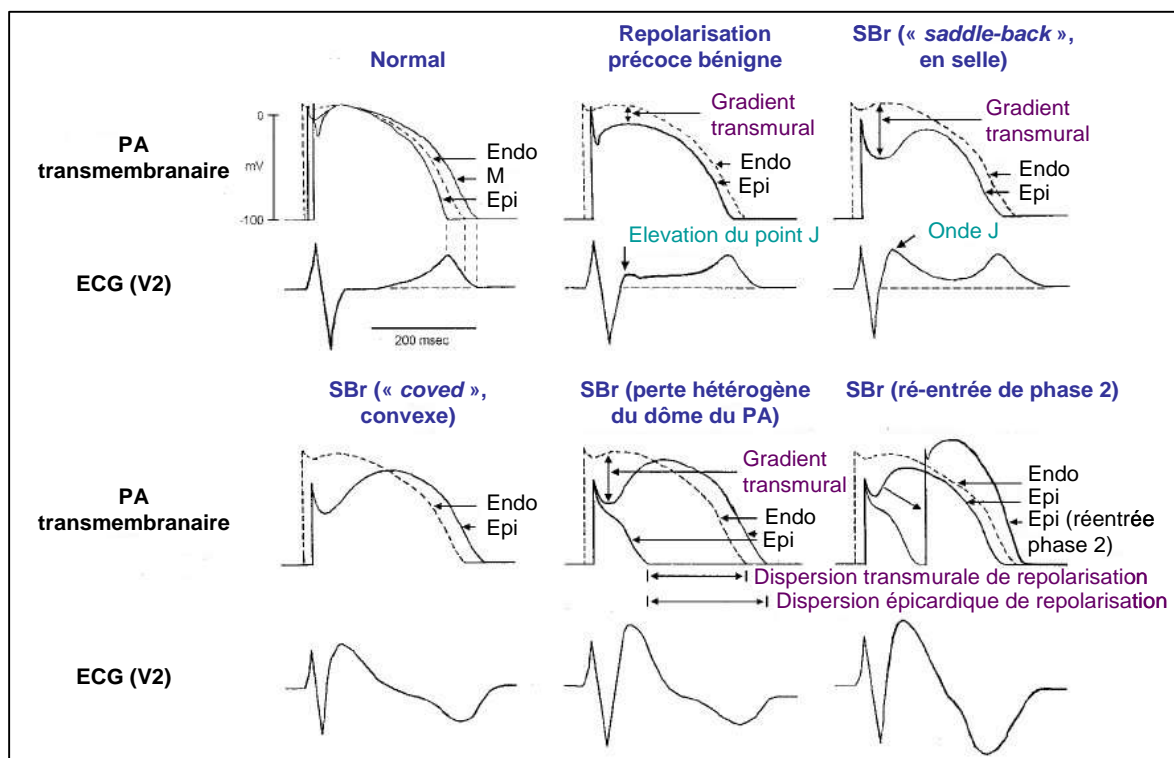 Normal
Repolarisation
précoce bénigne
SBr (« saddle-back »,
en selle)
PA
transmembranaire
0
mV
-100
Endo
M
Epi
Gradient
transmural
Endo
Epi
Gradient
transmural
Endo
Epi
ECG (V2)
200 msec
Elevation du point J
Onde J
SBr (« coved »,
convexe)
SBr (perte hétérogène
du dôme du PA)
SBr (ré-entrée de phase 2)
PA
transmembranaire
Endo
Epi
Gradient
transmural
Endo
Epi
Endo
Epi
Epi (réentrée
phase 2)
Dispersion transmurale de repolarisation
Dispersion épicardique de repolarisation
ECG (V2)